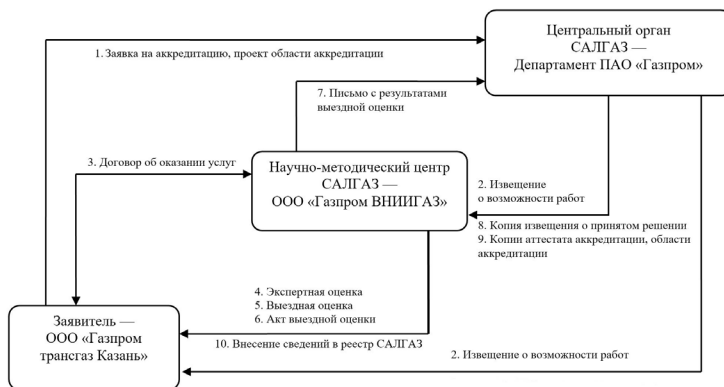 Центральный орган
САЛГАЗ —
Департамент ПАО «Газпром»
1. Заявка на аккредитацию, проект области аккредитации
7. Письмо с результатами
выездной оценки
3. Договор об оказании услуг
Научно-методический центр
САЛГАЗ —
ООО «Газпром ВНИИГАЗ»
2. Извещение
о возможности работ
8. Копия извещения о принятом решении
9. Копии аттестата аккредитации, области
аккредитации
4. Экспертная оценка
5. Выездная оценка
6. Акт выездной оценки
10. Внесение сведений в реестр САЛГАЗ
Заявитель —
ООО «Газпром
трансгаз Казань»
2. Извещение о возможности работ